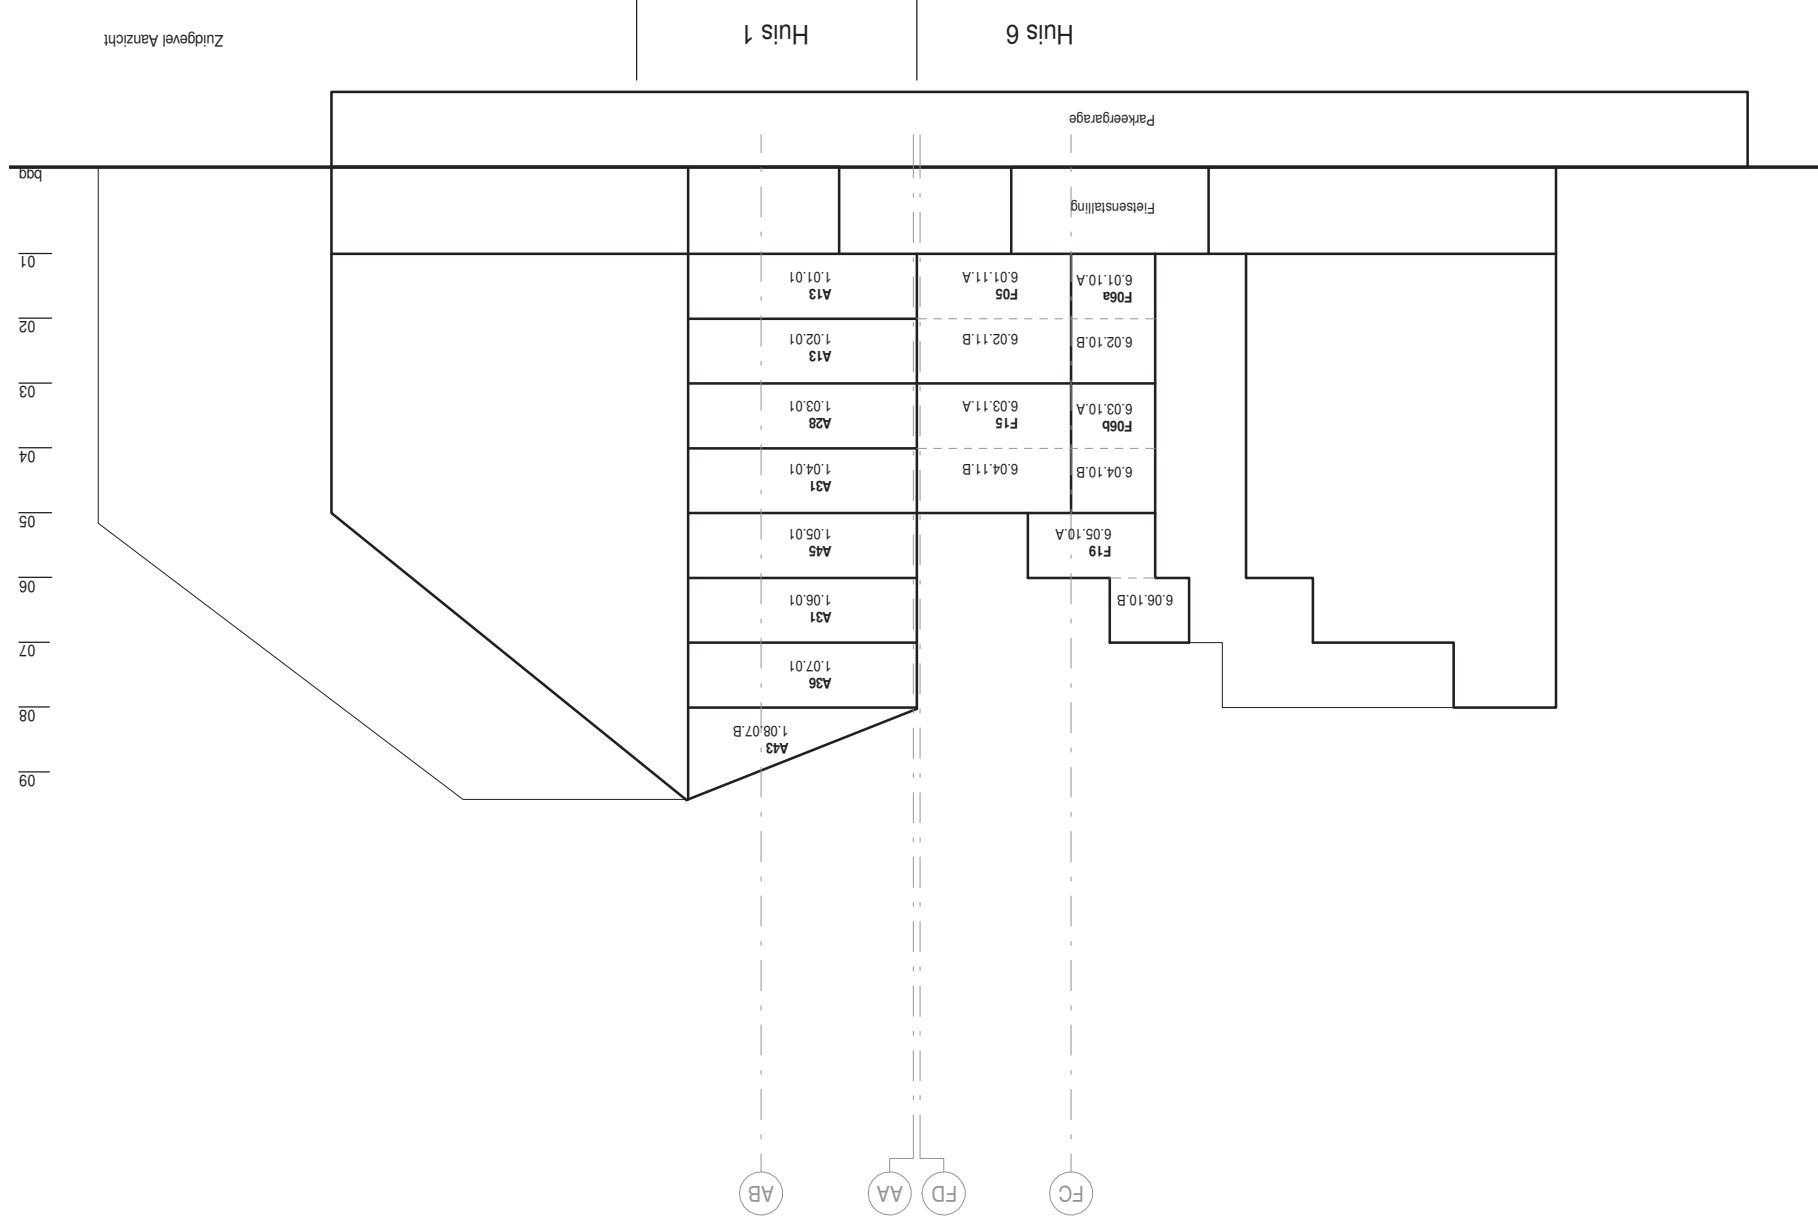 FC
FD
AA
AB
09
A43
1.08.07.B
08
A36
1.07.01
07
6.06.10.B
A31
1.06.01
06
F19
6.05.10.A
A45
1.05.01
05
6.04.10.B
6.04.11.B
A31
1.04.01
04
F06b
6.03.10.A
F15
6.03.11.A
A28
1.03.01
03
6.02.10.B
6.02.11.B
A13
1.02.01
02
F06a
6.01.10.A
F05
6.01.11.A
A13
1.01.01
01
Fietsenstalling
bgg
Parkeergarage
Huis 6
Huis 1
Zuidgevel Aanzicht